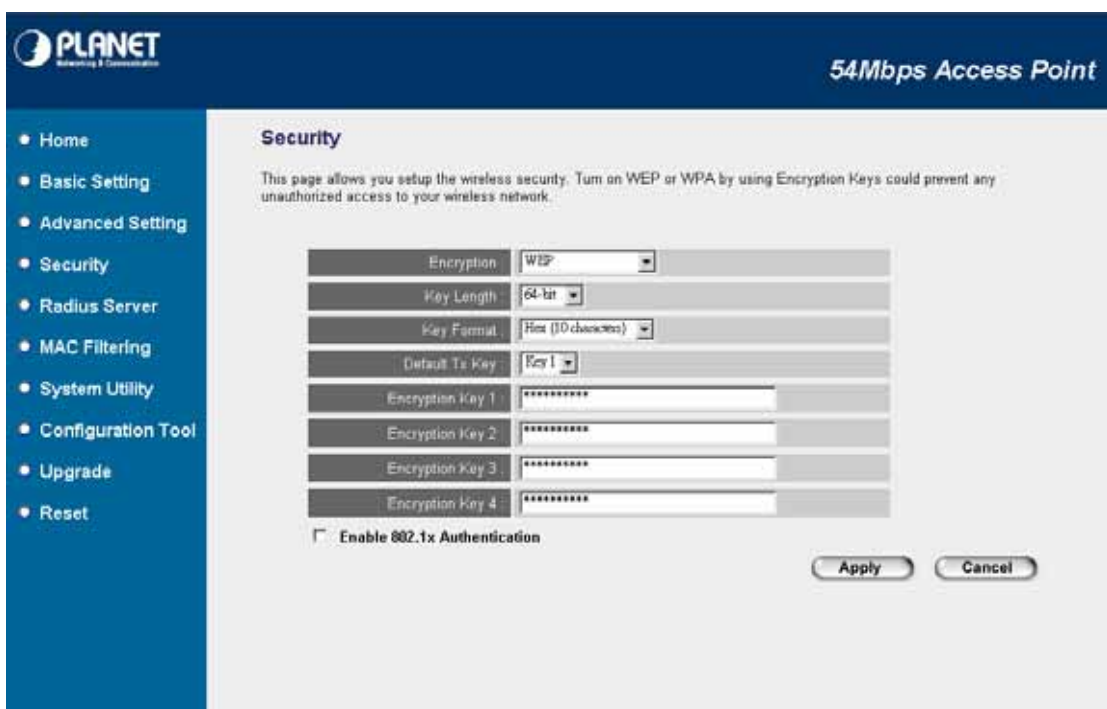 PLANET
Networking & Communication
54Mbps Access Point
Home
Basic Setting
Advanced Setting
Security
Radius Server
MAC Filtering
System Utility
Configuration Tool
Upgrade
Reset
Security
This page allows you setup the wireless security. Turn on WEP or WPA by using Encryption Keys could prevent any
unauthorized access to your wireless network.
Encryption : WEP
Key Length : 64-bit
Key Format : Hex (10 characters)
Default Tx Key : Key 1
Encryption Key 1 : **********
Encryption Key 2 : **********
Encryption Key 3 : **********
Encryption Key 4 : **********
Enable 802.1x Authentication
Apply Cancel